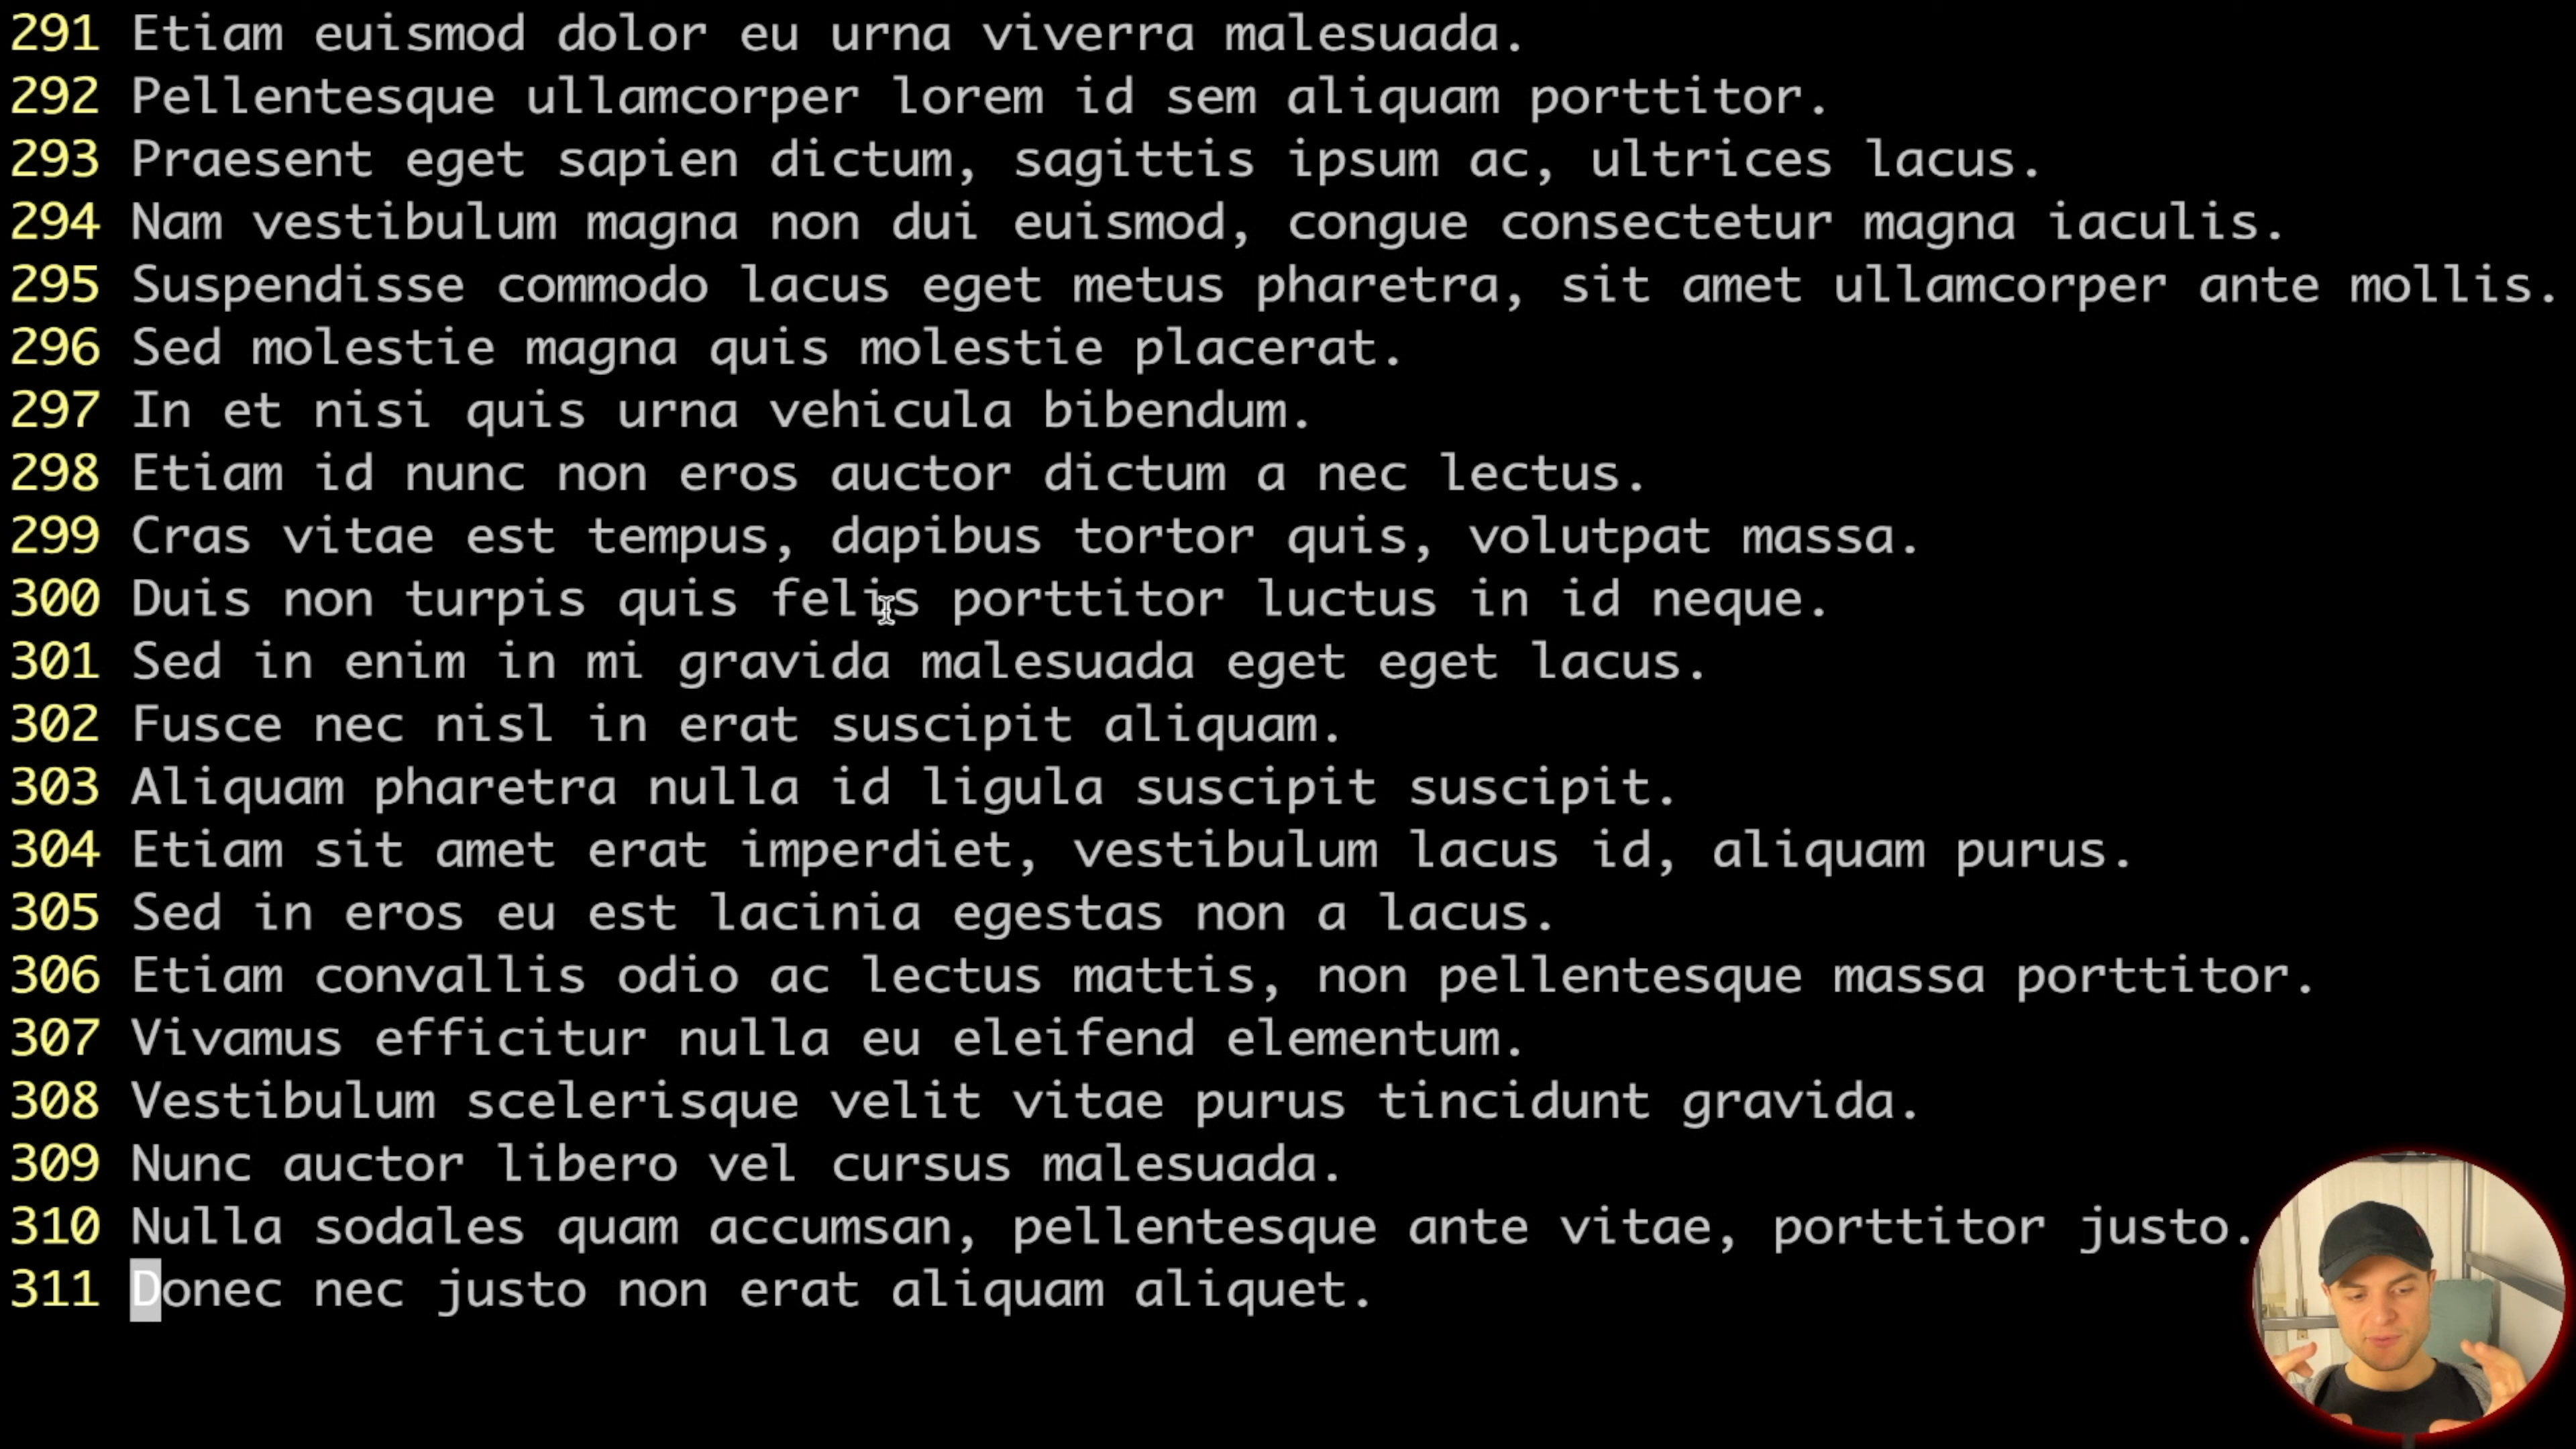 291 Etiam euismod dolor eu urna viverra malesuada.
292 Pellentesque ullamcorper lorem id sem aliquam porttitor.
293 Praesent eget sapien dictum, sagittis ipsum ac, ultrices lacus.
294 Nam vestibulum magna non dui euismod, congue consectetur magna iaculis.
295 Suspendisse commodo lacus eget metus pharetra, sit amet ullamcorper ante mollis.
296 Sed molestie magna quis molestie placerat.
297 In et nisi quis urna vehicula bibendum.
298 Etiam id nunc non eros auctor dictum a nec lectus.
299 Cras vitae est tempus, dapibus tortor quis, volutpat massa.
300 Duis non turpis quis felis porttitor luctus in id neque.
301 Sed in enim in mi gravida malesuada eget eget lacus.
302 Fusce nec nisl in erat suscipit aliquam.
303 Aliquam pharetra nulla id ligula suscipit suscipit.
304 Etiam sit amet erat imperdiet, vestibulum lacus id, aliquam purus.
305 Sed in eros eu est lacinia egestas non a lacus.
306 Etiam convallis odio ac lectus mattis, non pellentesque massa porttitor.
307 Vivamus efficitur nulla eu eleifend elementum.
308 Vestibulum scelerisque velit vitae purus tincidunt gravida.
309 Nunc auctor libero vel cursus malesuada.
310 Nulla sodales quam accumsan, pellentesque ante vitae, porttitor justo.
311 Donec nec justo non erat aliquam aliquet.